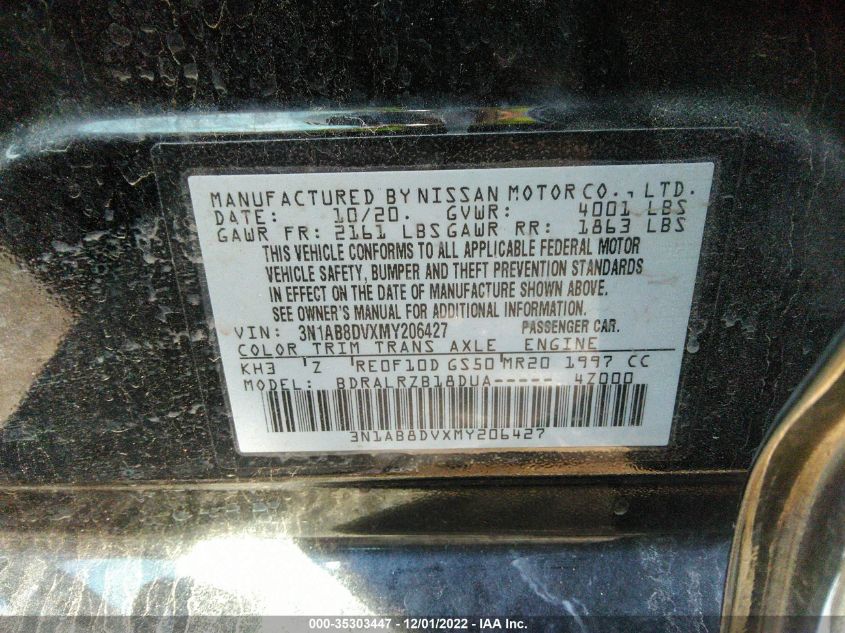 MANUFACTURED BY NISSAN MOTOR CO., LTD.
DATE: 10/20. GVWR: 4001 LBS
GAWR FR: 2161 LBS GAWR RR: 1863 LBS
THIS VEHICLE CONFORMS TO ALL APPLICABLE FEDERAL MOTOR
VEHICLE SAFETY, BUMPER AND THEFT PREVENTION STANDARDS
IN EFFECT ON THE DATE OF MANUFACTURE SHOWN ABOVE.
SEE OWNER'S MANUAL FOR ADDITIONAL INFORMATION.
VIN: 3N1AB8DVXMY206427 PASSENGER CAR.
COLOR TRIM TRANS AXLE ENGINE
KH3 Z RE0F10D GS50 MR20 1997 CC
MODEL: BDRALRZB18DUA----- 4Z000
3N1AB8DVXMY206427
000-35303447 - 12/01/2022 - IAA Inc.